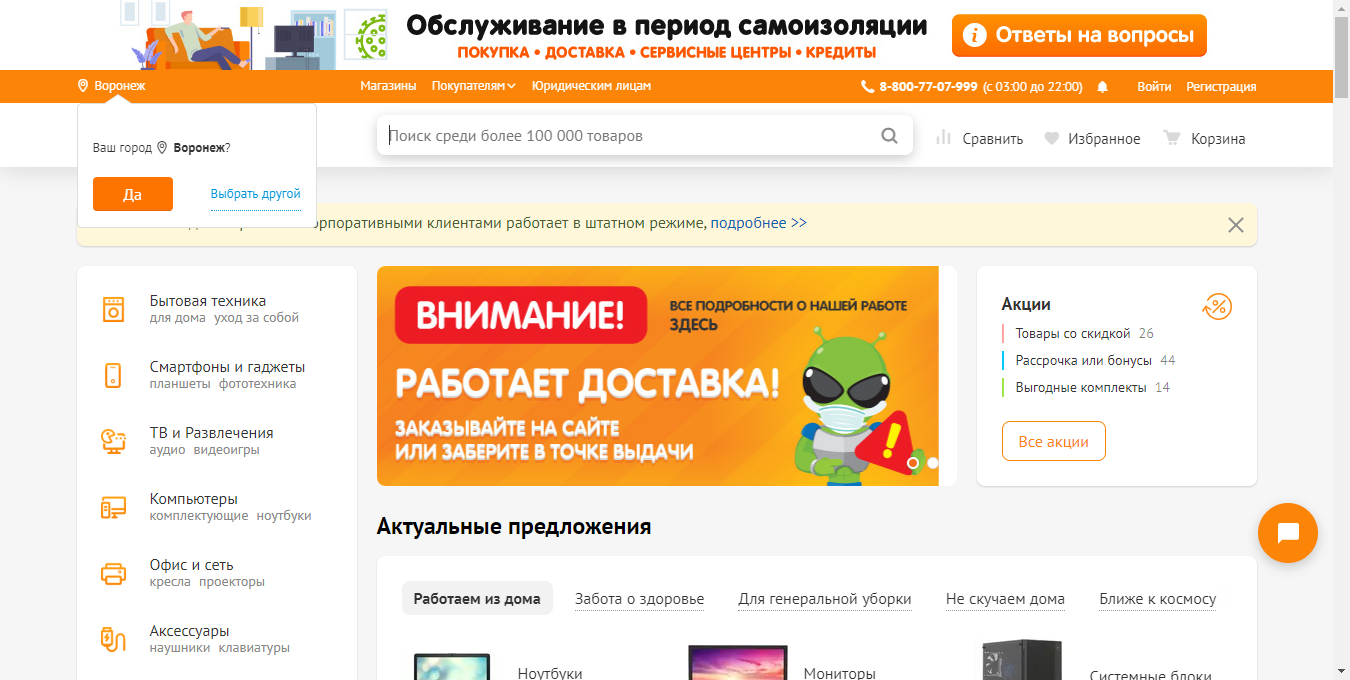 Обслуживание в период самоизоляции
ПОКУПКА • ДОСТАВКА • СЕРВИСНЫЕ ЦЕНТРЫ • КРЕДИТЫ
Ответы на вопросы
Воронеж
Магазины Покупателям Юридическим лицам
8-800-77-07-999 (с 03:00 до 22:00)
Войти Регистрация
Ваш город Воронеж?
Да Выбрать другой
Поиск среди более 100 000 товаров
Сравнить Избранное Корзина
клиентами работает в штатном режиме, подробнее >>
Бытовая техника
для дома уход за собой
Смартфоны и гаджеты
планшеты фототехника
ТВ и Развлечения
аудио видеоигры
Компьютеры
комплектующие ноутбуки
Офис и сеть
кресла проекторы
Аксессуары
наушники клавиатуры
ВНИМАНИЕ!
ВСЕ ПОДРОБНОСТИ О НАШЕЙ РАБОТЕ
ЗДЕСЬ
РАБОТАЕТ ДОСТАВКА!
ЗАКАЗЫВАЙТЕ НА САЙТЕ
ИЛИ ЗАБЕРИТЕ В ТОЧКЕ ВЫДАЧИ
Акции
Товары со скидкой 26
Рассрочка или бонусы 44
Выгодные комплекты 14
Все акции
Актуальные предложения
Работаем из дома Забота о здоровье Для генеральной уборки Не скучаем дома Ближе к космосу
Ноутбуки Мониторы Системные блоки